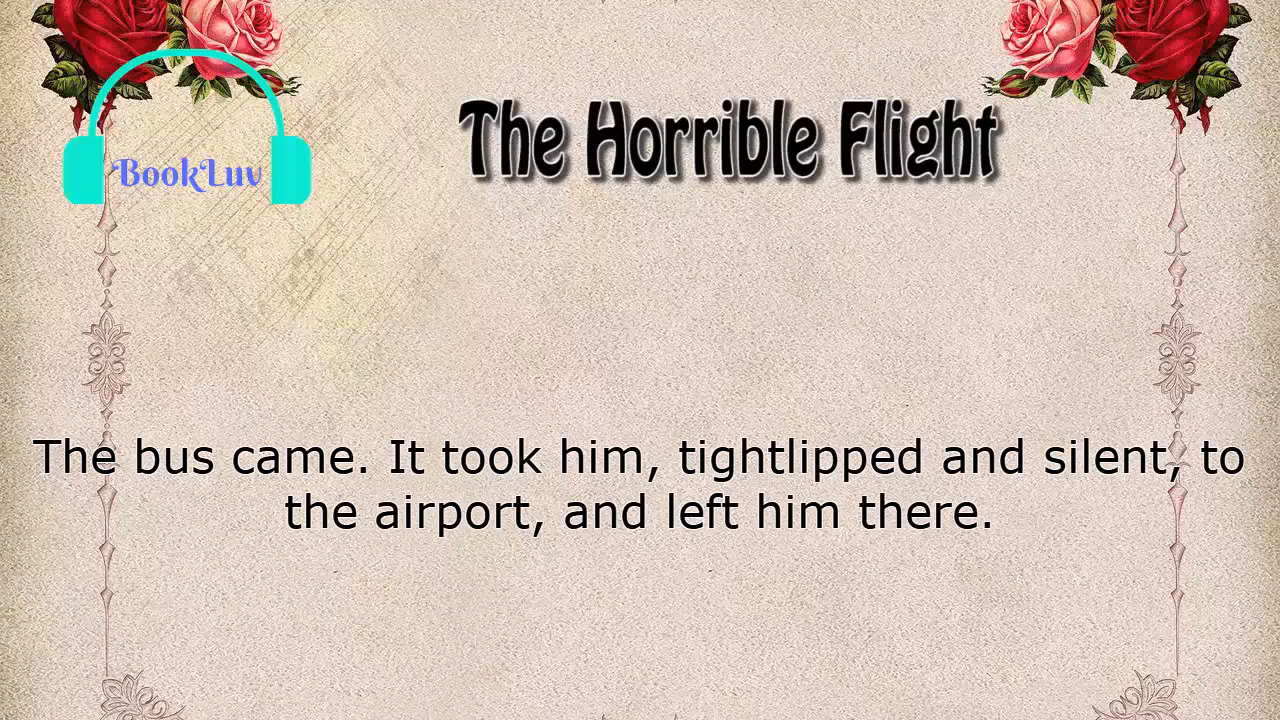 The Horrible Flight
BookLuv
The bus came. It took him, tightlipped and silent, to
the airport, and left him there.